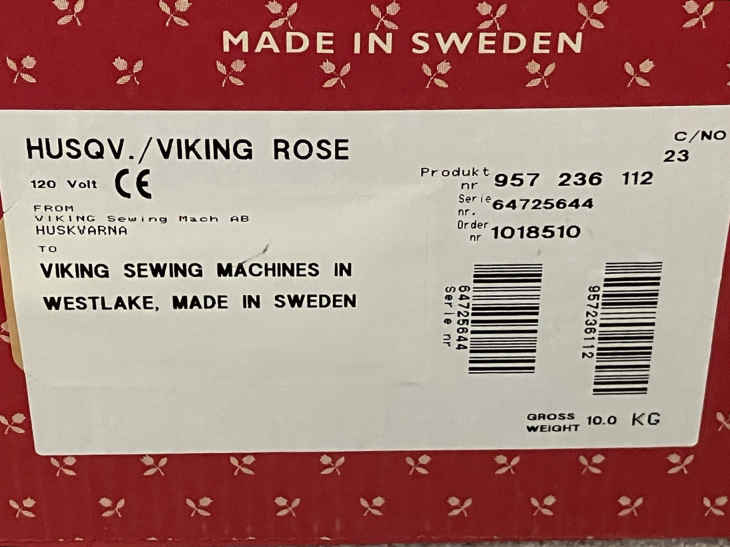 MADE IN SWEDEN
C/NO
23
HUSQV./VIKING ROSE
120 Volt CE
FROM
VIKING Sewing Mach AB
HUSKVARNA
TO
VIKING SEWING MACHINES IN
WESTLAKE, MADE IN SWEDEN
Produkt
nr 957 236 112
Serie
nr. 64725644
Order
nr 1018510
64725644
Serie nr
957236112
GROSS
WEIGHT 10.0 KG